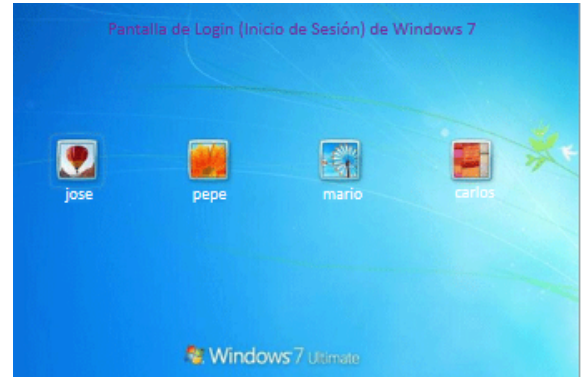 Pantalla de Login (Inicio de Sesión) de Windows 7
jose pepe mario carlos
Windows 7 Ultimate